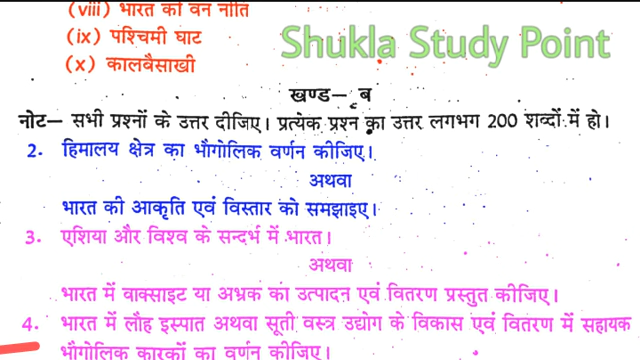 (viii) भारत की वन नीति
(ix) पश्चिमी घाट
(x) कालबैसाखी
Shukla Study Point
खण्ड– ब
नोट– सभी प्रश्नों के उत्तर दीजिए। प्रत्येक प्रश्न का उत्तर लगभग 200 शब्दों में हो।
2. हिमालय क्षेत्र का भौगोलिक वर्णन कीजिए।
अथवा
भारत की आकृति एवं विस्तार को समझाइए।
3. एशिया और विश्व के सन्दर्भ में भारत।
अथवा
भारत में वाक्साइट या अभ्रक का उत्पादन एवं वितरण प्रस्तुत कीजिए।
4. भारत में लौह इस्पात अथवा सूती वस्त्र उद्योग के विकास एवं वितरण में सहायक
भौगोलिक कारकों का वर्णन कीजिए।